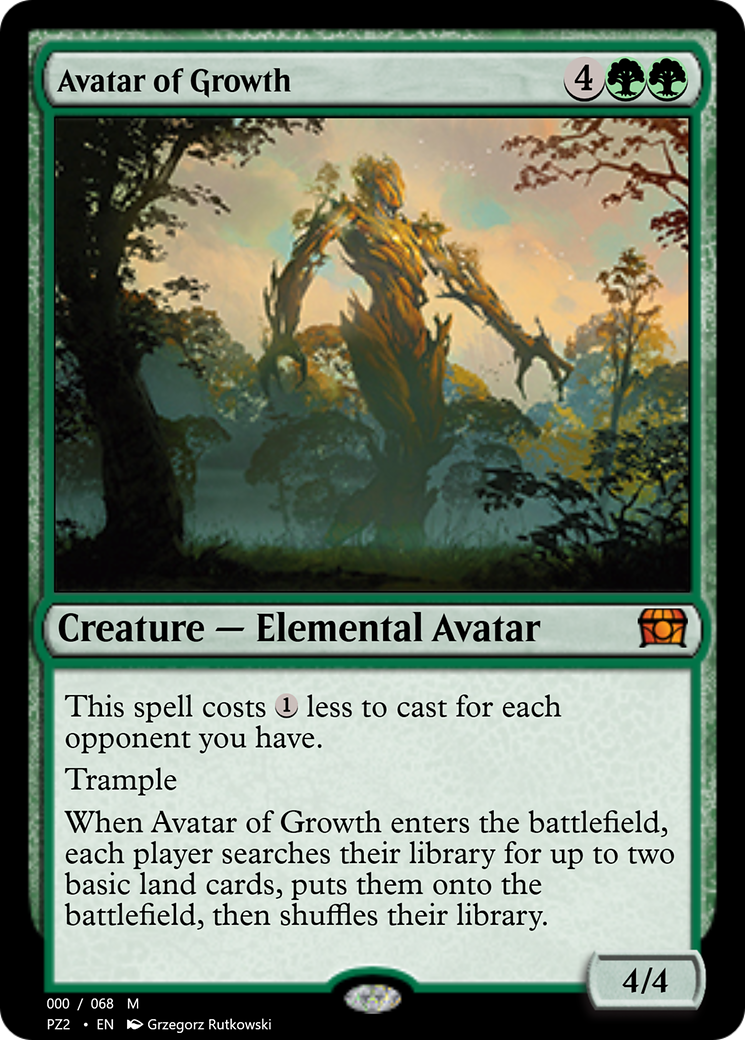 Avatar of Growth 4
Creature — Elemental Avatar
This spell costs 1 less to cast for each
opponent you have.
Trample
When Avatar of Growth enters the battlefield,
each player searches their library for up to two
basic land cards, puts them onto the
battlefield, then shuffles their library.
4/4
000 / 068 M
PZ2 • EN Grzegorz Rutkowski